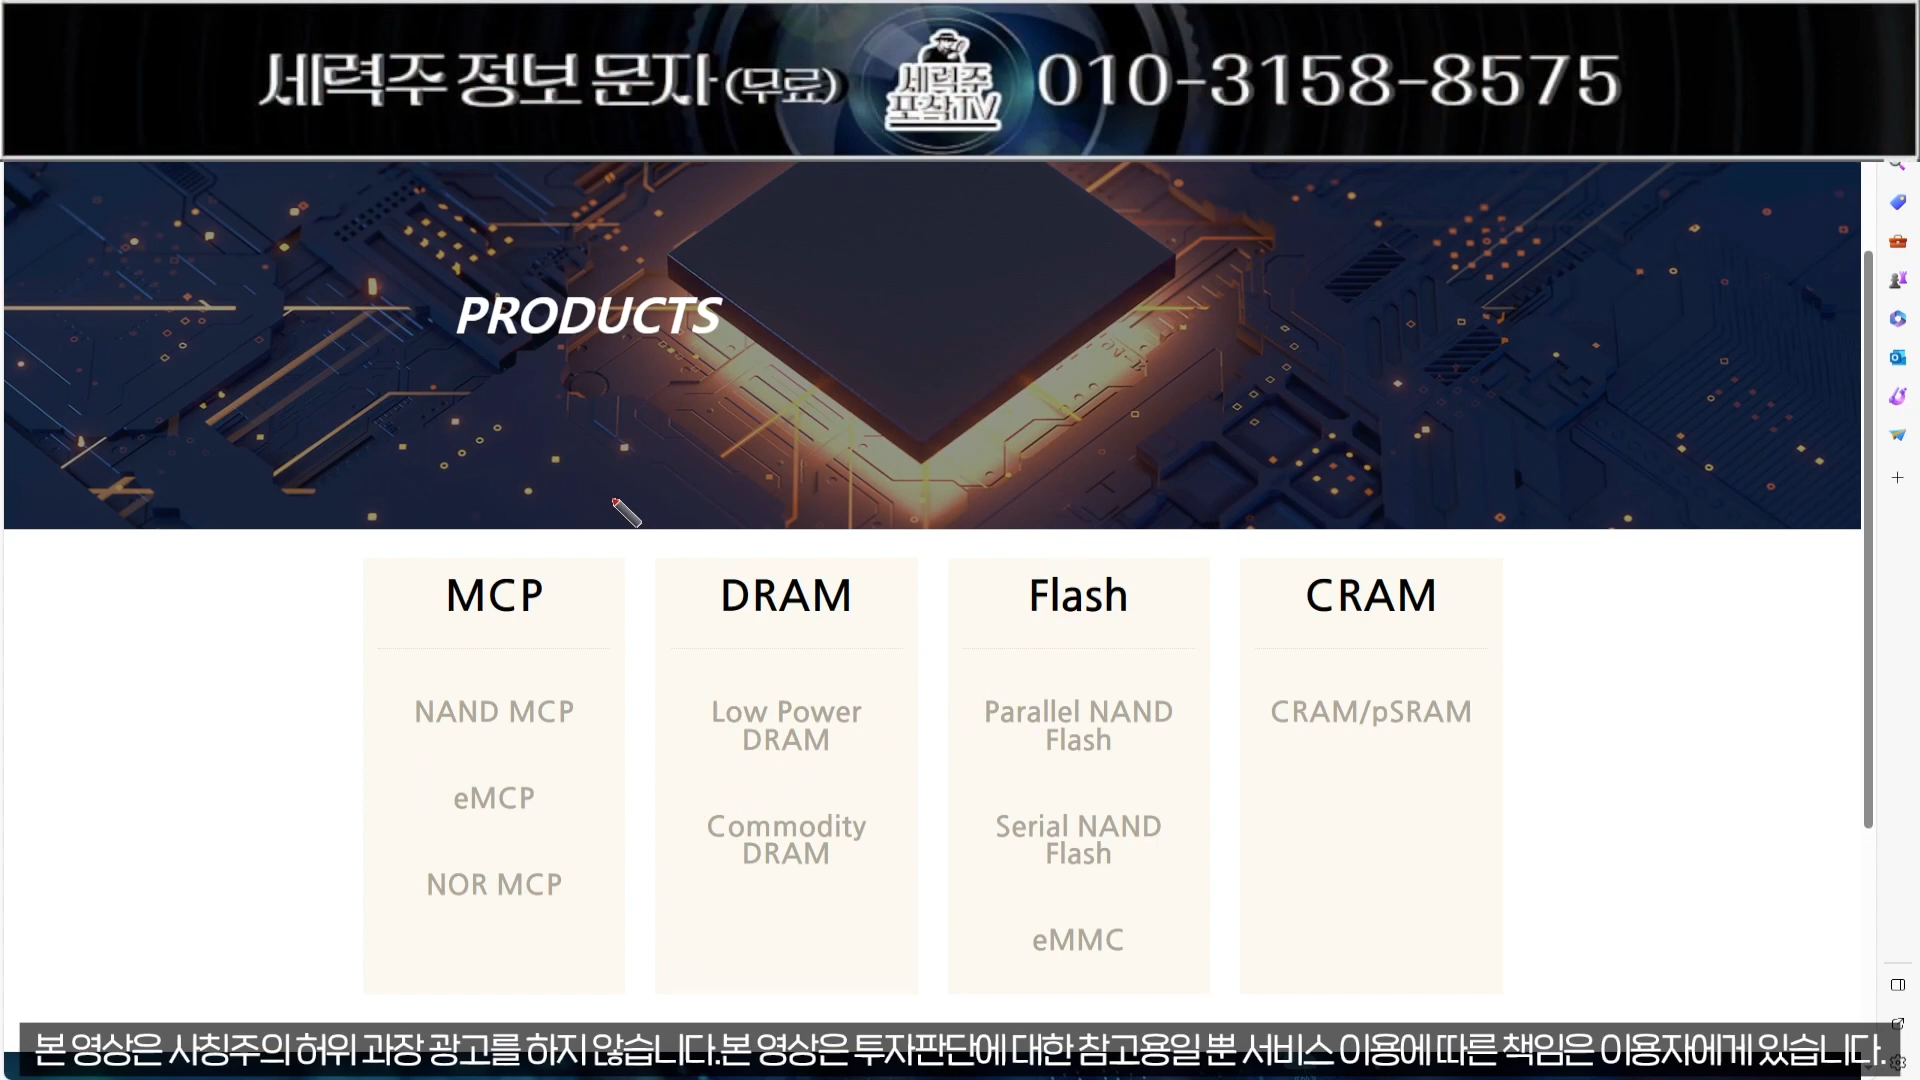 세력주 정보 문자 (무료)
세력주
포착TV
010-3158-8575
PRODUCTS
MCP
NAND MCP
eMCP
NOR MCP
DRAM
Low Power
DRAM
Commodity
DRAM
Flash
Parallel NAND
Flash
Serial NAND
Flash
eMMC
CRAM
CRAM/pSRAM
본 영상은 사칭주의 허위 과장 광고를 하지 않습니다.본 영상은 투자판단에 대한 참고용일 뿐 서비스 이용에 따른 책임은 이용자에게 있습니다.